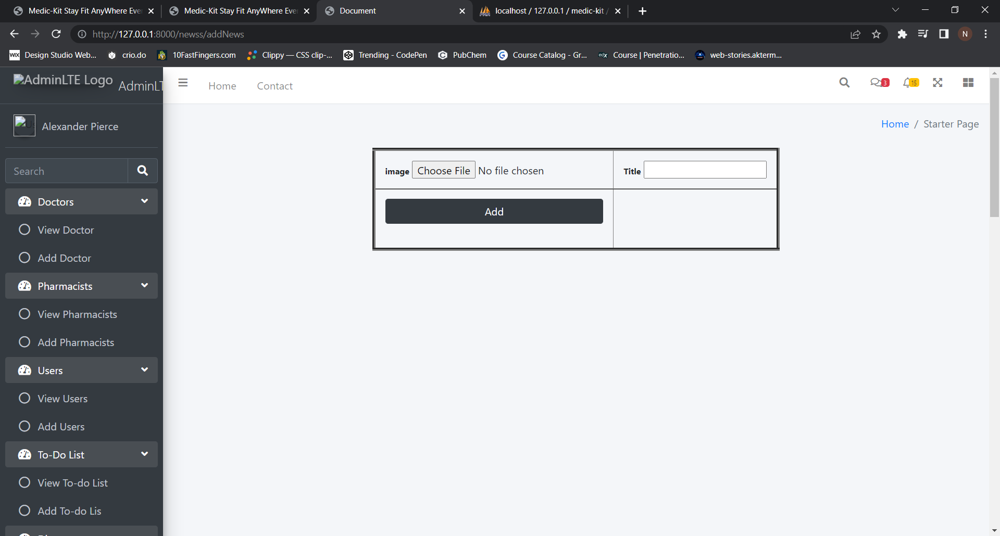 Medic-Kit Stay Fit AnyWhere Eve
Medic-Kit Stay Fit AnyWhere Eve
Document
localhost / 127.0.0.1 / medic-kit /
http://127.0.0.1:8000/newss/addNews
N
WIX Design Studio Web...
crio.do
10FastFingers.com
Clippy — CSS clip-...
Trending - CodePen
PubChem
G Course Catalog - Gr...
edX Course | Penetratio...
web-stories.akterm...
AdminLTE Logo
AdminLT
Home
Contact
3
15
Alexander Pierce
Home / Starter Page
Search
image Choose File No file chosen
Title
Add
Doctors
View Doctor
Add Doctor
Pharmacists
View Pharmacists
Add Pharmacists
Users
View Users
Add Users
To-Do List
View To-do List
Add To-do Lis